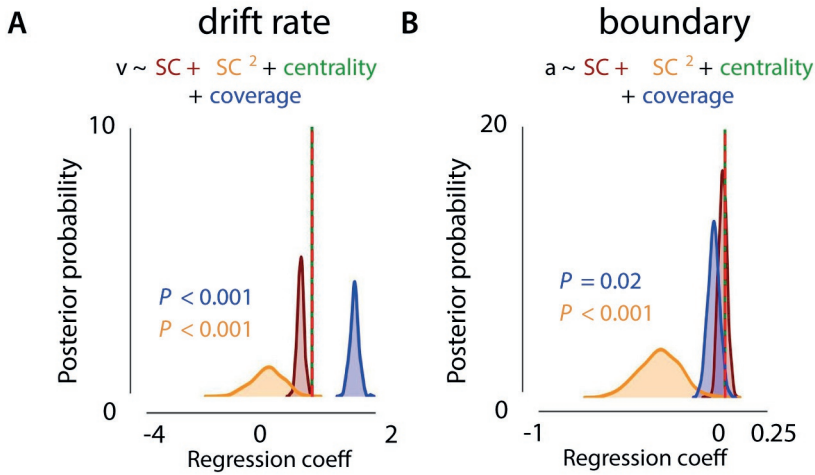 A
drift rate
v ~ SC + SC 2 + centrality
+ coverage
10
Posterior probability
P < 0.001
P < 0.001
0
-4
0
2
Regression coeff
B
boundary
a ~ SC + SC 2 + centrality
+ coverage
20
Posterior probability
P = 0.02
P < 0.001
0
-1
0
0.25
Regression coeff